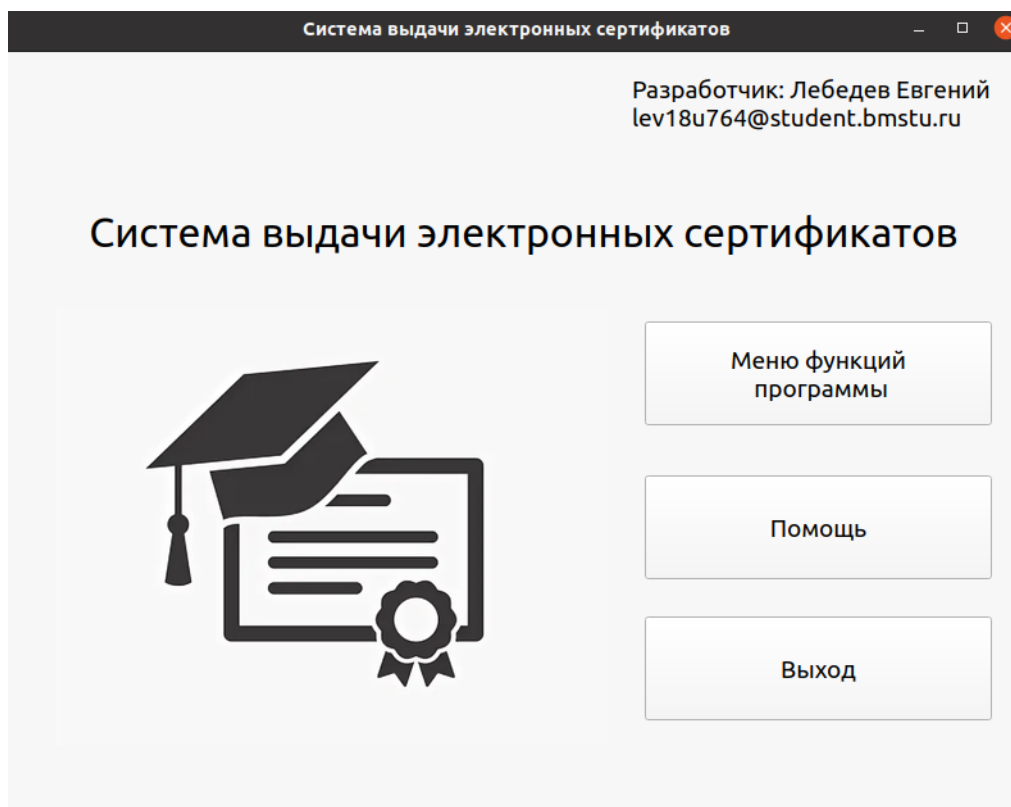 Система выдачи электронных сертификатов
Разработчик: Лебедев Евгений
lev18u764@student.bmstu.ru
Система выдачи электронных сертификатов
Меню функций
программы
Помощь
Выход